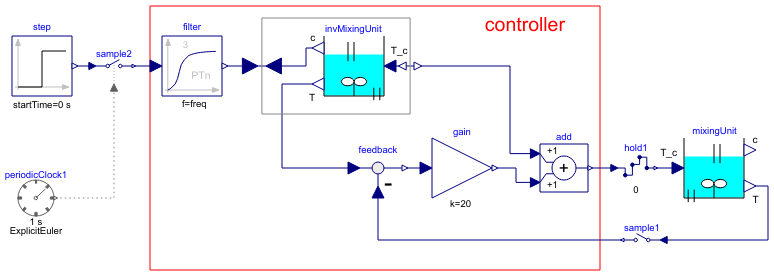 controller
step
sample2
filter
3
PTn
f=freq
startTime=0 s
invMixingUnit
c
T_c
T
periodicClock1
1 s
ExplicitEuler
feedback
gain
k=20
add
+1
+
+1
hold1
0
T_c
mixingUnit
c
T
sample1